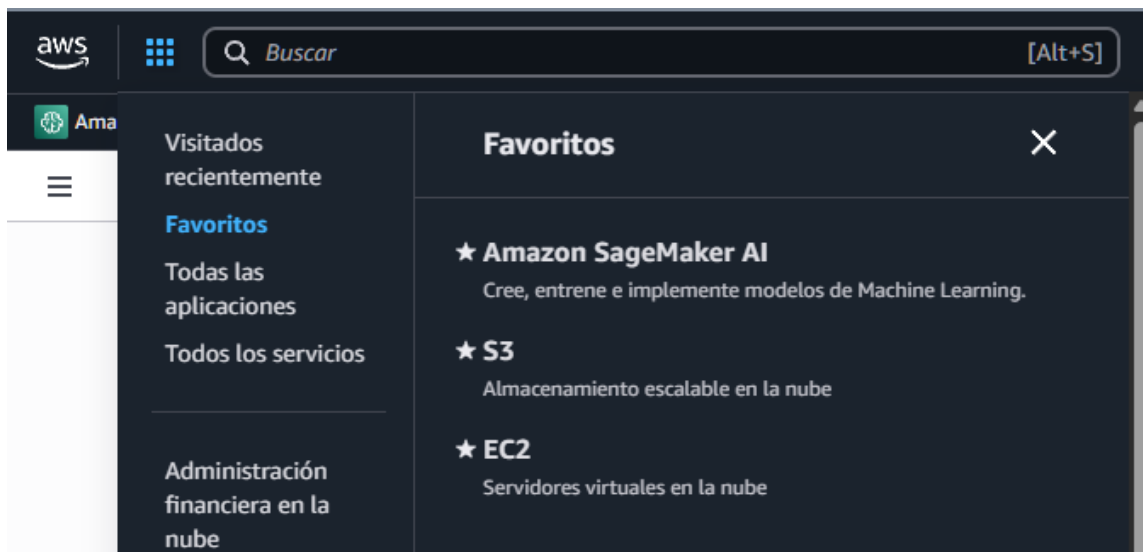 aws
Buscar [Alt+S]
Ama
Visitados
recientemente
Favoritos
Todas las
aplicaciones
Todos los servicios
Administración
financiera en la
nube
Favoritos
Amazon SageMaker AI
Cree, entrene e implemente modelos de Machine Learning.
S3
Almacenamiento escalable en la nube
EC2
Servidores virtuales en la nube